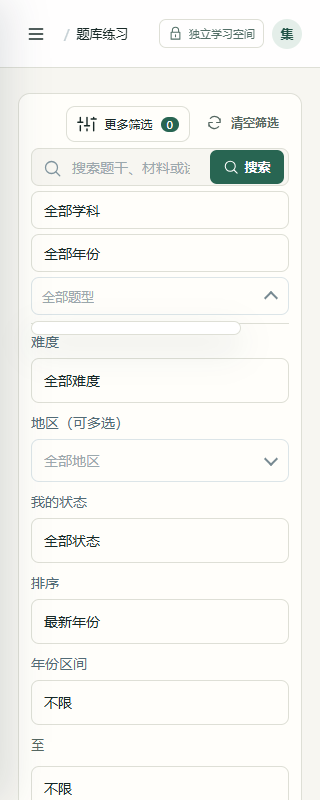 / 题库练习
独立学习空间
集
更多筛选 0
清空筛选
搜索题干、材料或
搜索
全部学科
全部年份
全部题型
难度
全部难度
地区（可多选）
全部地区
我的状态
全部状态
排序
最新年份
年份区间
不限
至
不限